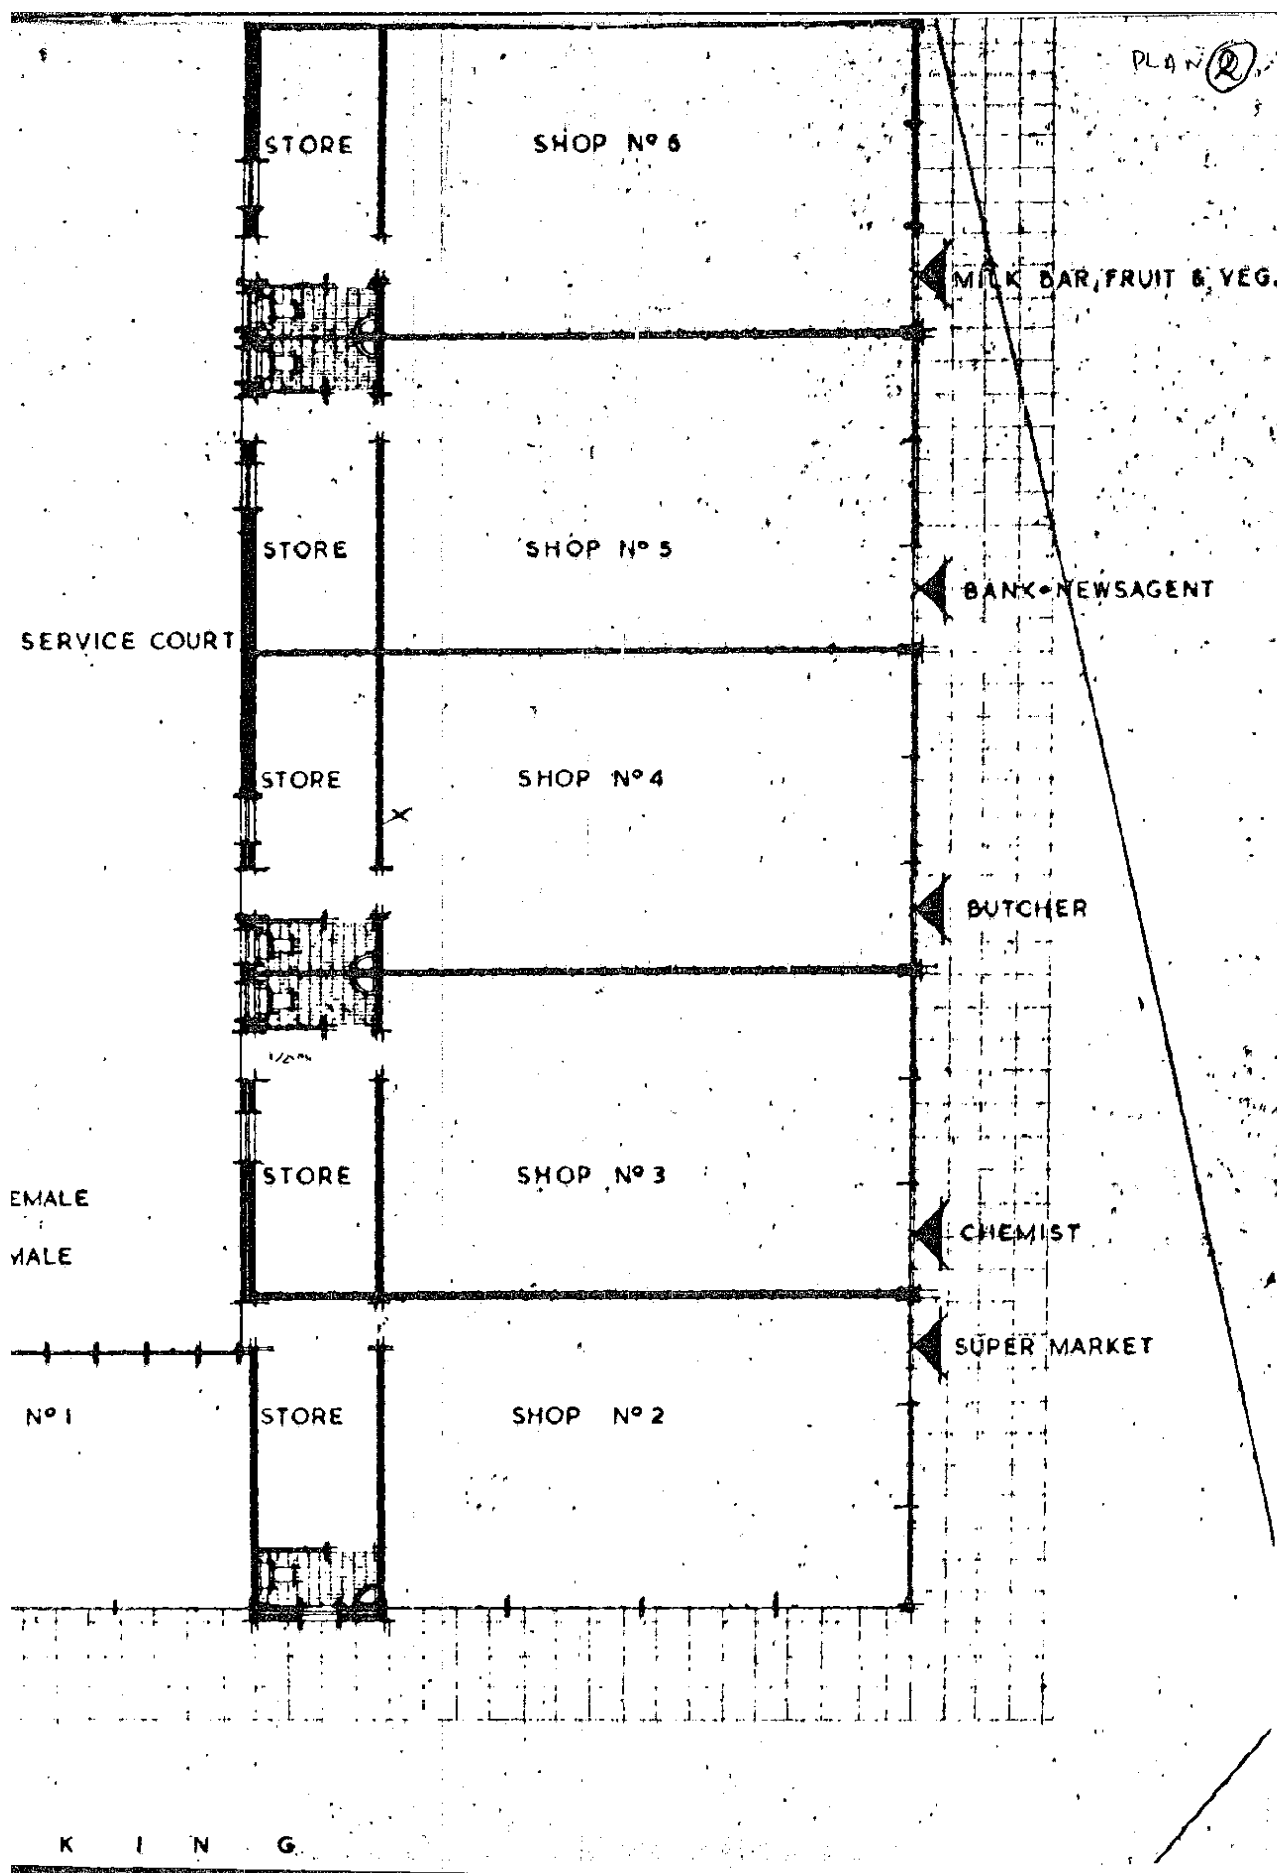 PLAN 2
STORE
SHOP Nº 6
MILK BAR, FRUIT & VEG.
STORE
SHOP Nº 5
BANK • NEWSAGENT
SERVICE COURT
STORE
SHOP Nº 4
X
BUTCHER
STORE
SHOP Nº 3
EMALE
CHEMIST
MALE
SUPER MARKET
Nº 1
STORE
SHOP Nº 2
K I N G